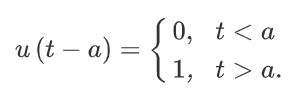 u (t − a) = { 0, t < a
1, t > a.